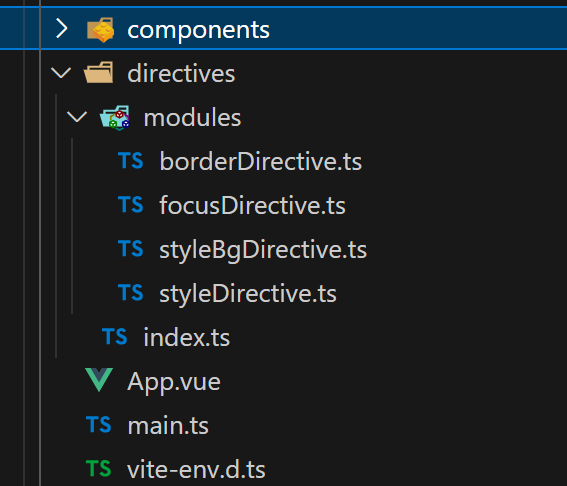 components
directives
modules
TS borderDirective.ts
TS focusDirective.ts
TS styleBgDirective.ts
TS styleDirective.ts
TS index.ts
App.vue
TS main.ts
TS vite-env.d.ts